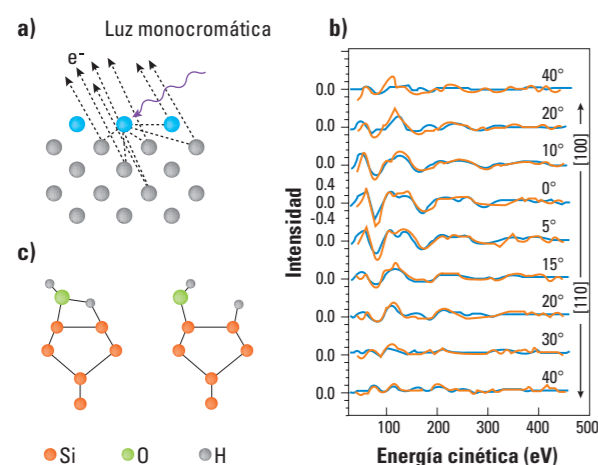 a)
Luz monocromática
e-
b)
Intensidad
0.0
0.0
0.0
0.4
0.0
-0.4
0.0
0.0
0.0
0.0
0.0
40°
20°
10°
0°
5°
15°
20°
30°
40°
[100]
[110]
100 200 300 400 500
Energía cinética (eV)
c)
Si O H